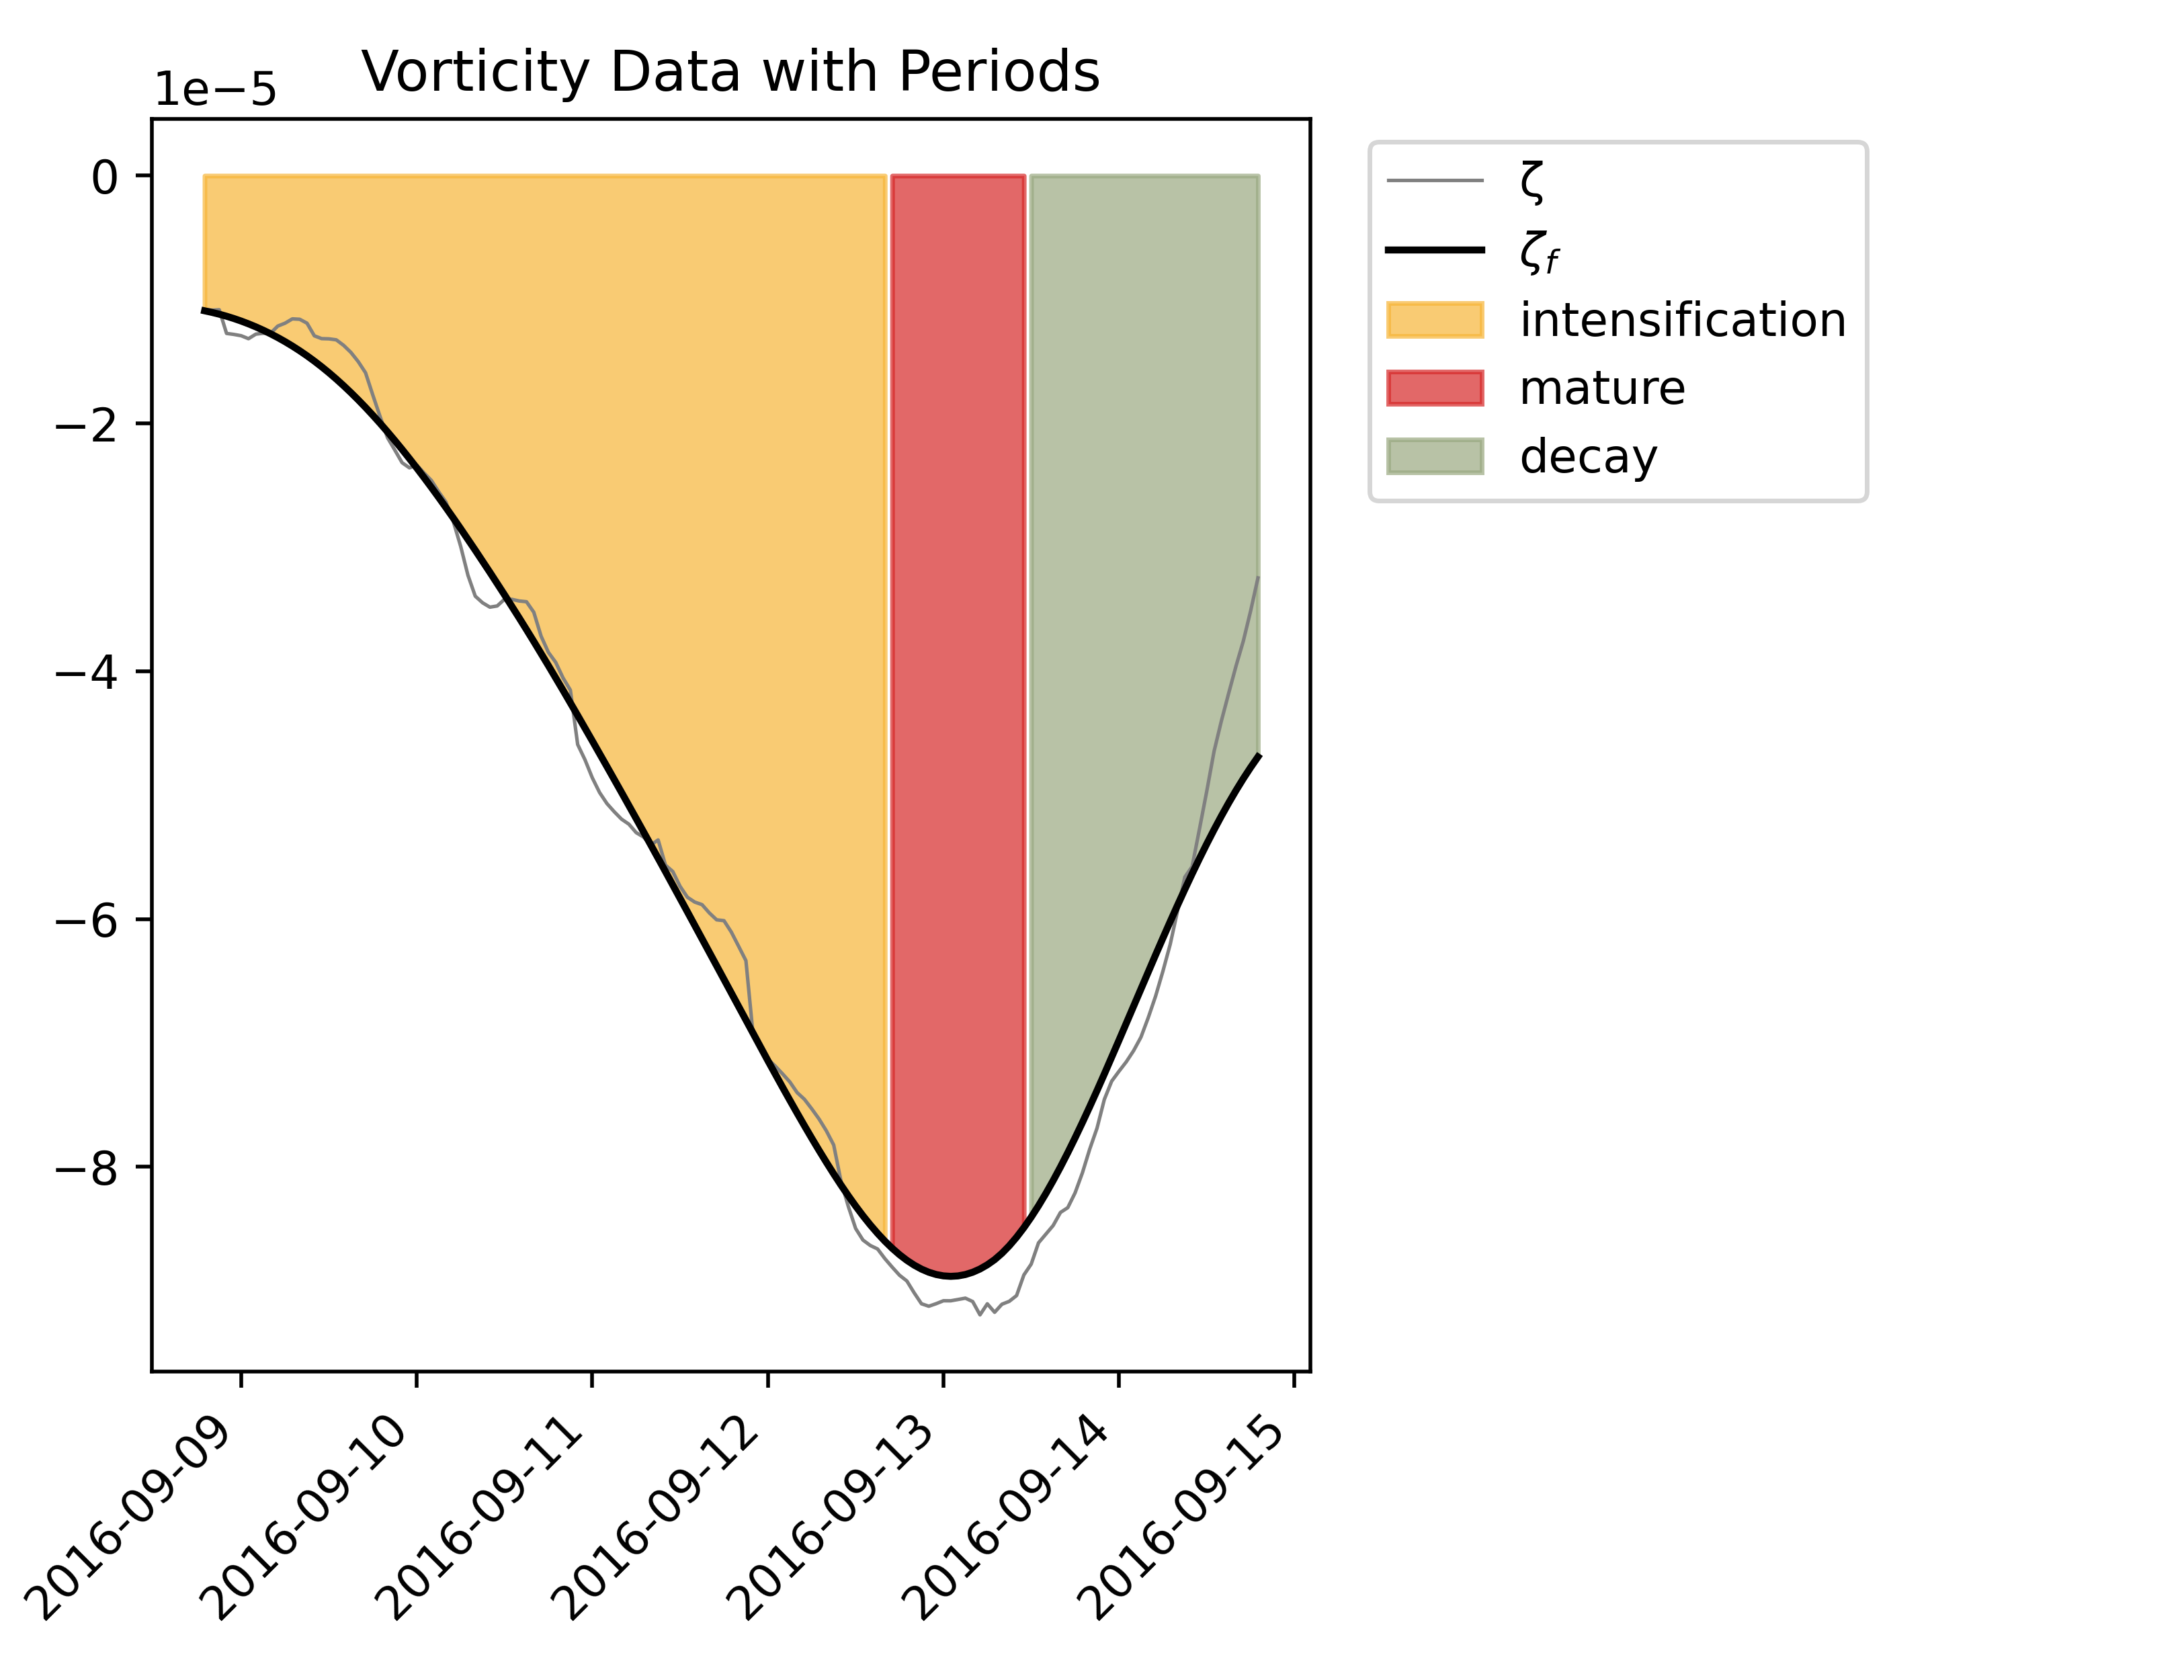 Vorticity Data with Periods
1e−5
0
−2
−4
−6
−8
2016-09-09
2016-09-10
2016-09-11
2016-09-12
2016-09-13
2016-09-14
2016-09-15
ζ
ζf
intensification
mature
decay